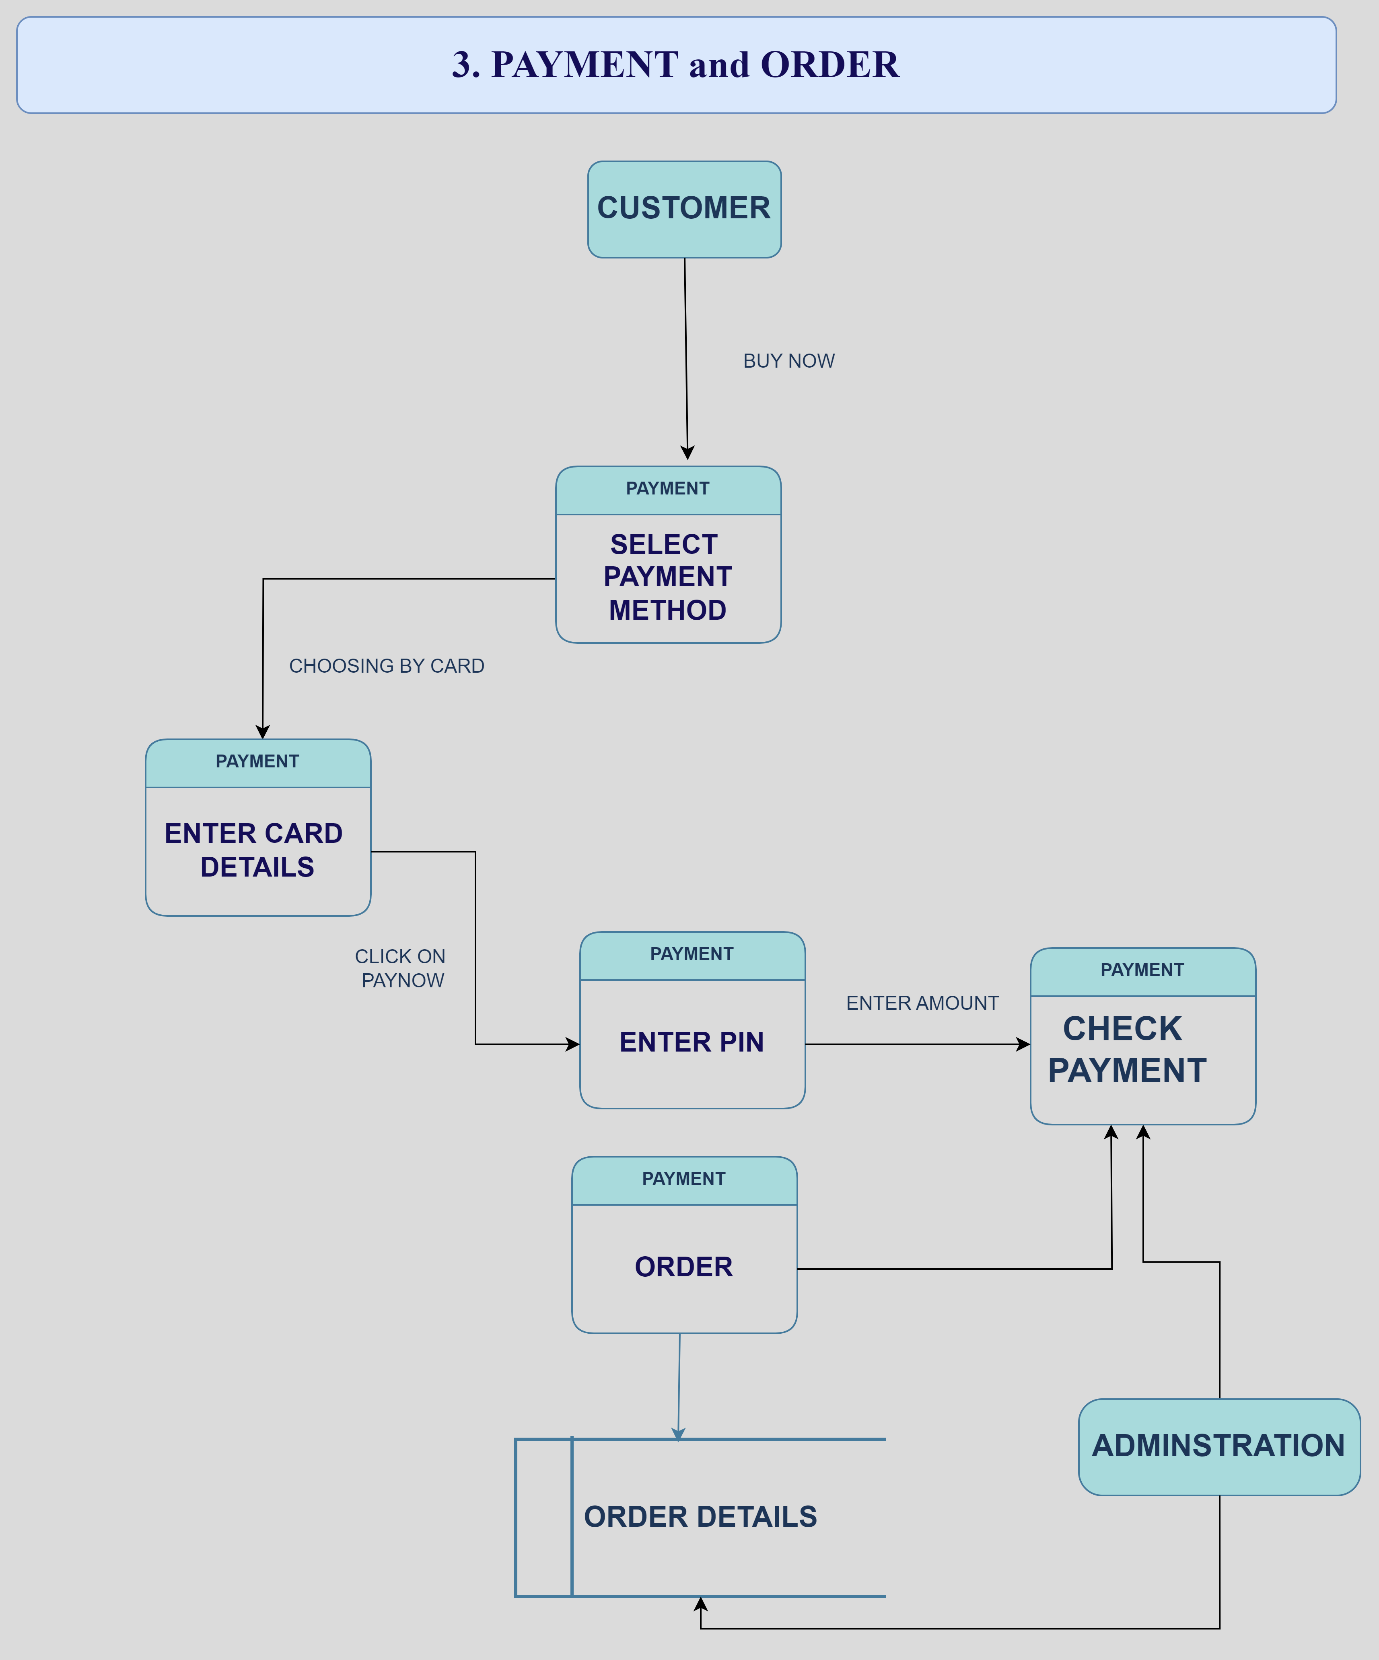 3. PAYMENT and ORDER
CUSTOMER
BUY NOW
PAYMENT
SELECT
PAYMENT
METHOD
CHOOSING BY CARD
PAYMENT
ENTER CARD
DETAILS
CLICK ON
PAYNOW
PAYMENT
ENTER PIN
ENTER AMOUNT
PAYMENT
CHECK
PAYMENT
PAYMENT
ORDER
ADMINSTRATION
ORDER DETAILS